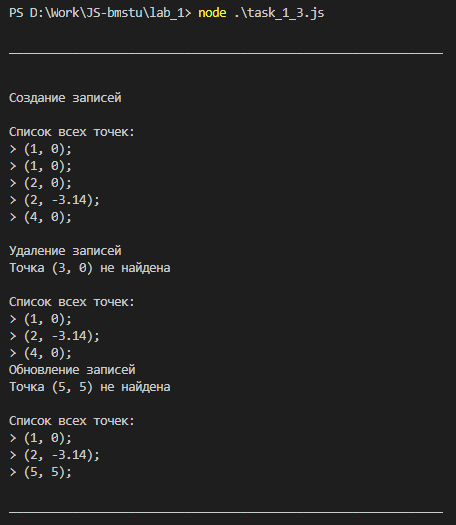 PS D:\Work\JS-bmstu\lab_1> node .\task_1_3.js
Создание записей
Список всех точек:
> (1, 0);
> (1, 0);
> (2, 0);
> (2, -3.14);
> (4, 0);
Удаление записей
Точка (3, 0) не найдена
Список всех точек:
> (1, 0);
> (2, -3.14);
> (4, 0);
Обновление записей
Точка (5, 5) не найдена
Список всех точек:
> (1, 0);
> (2, -3.14);
> (5, 5);